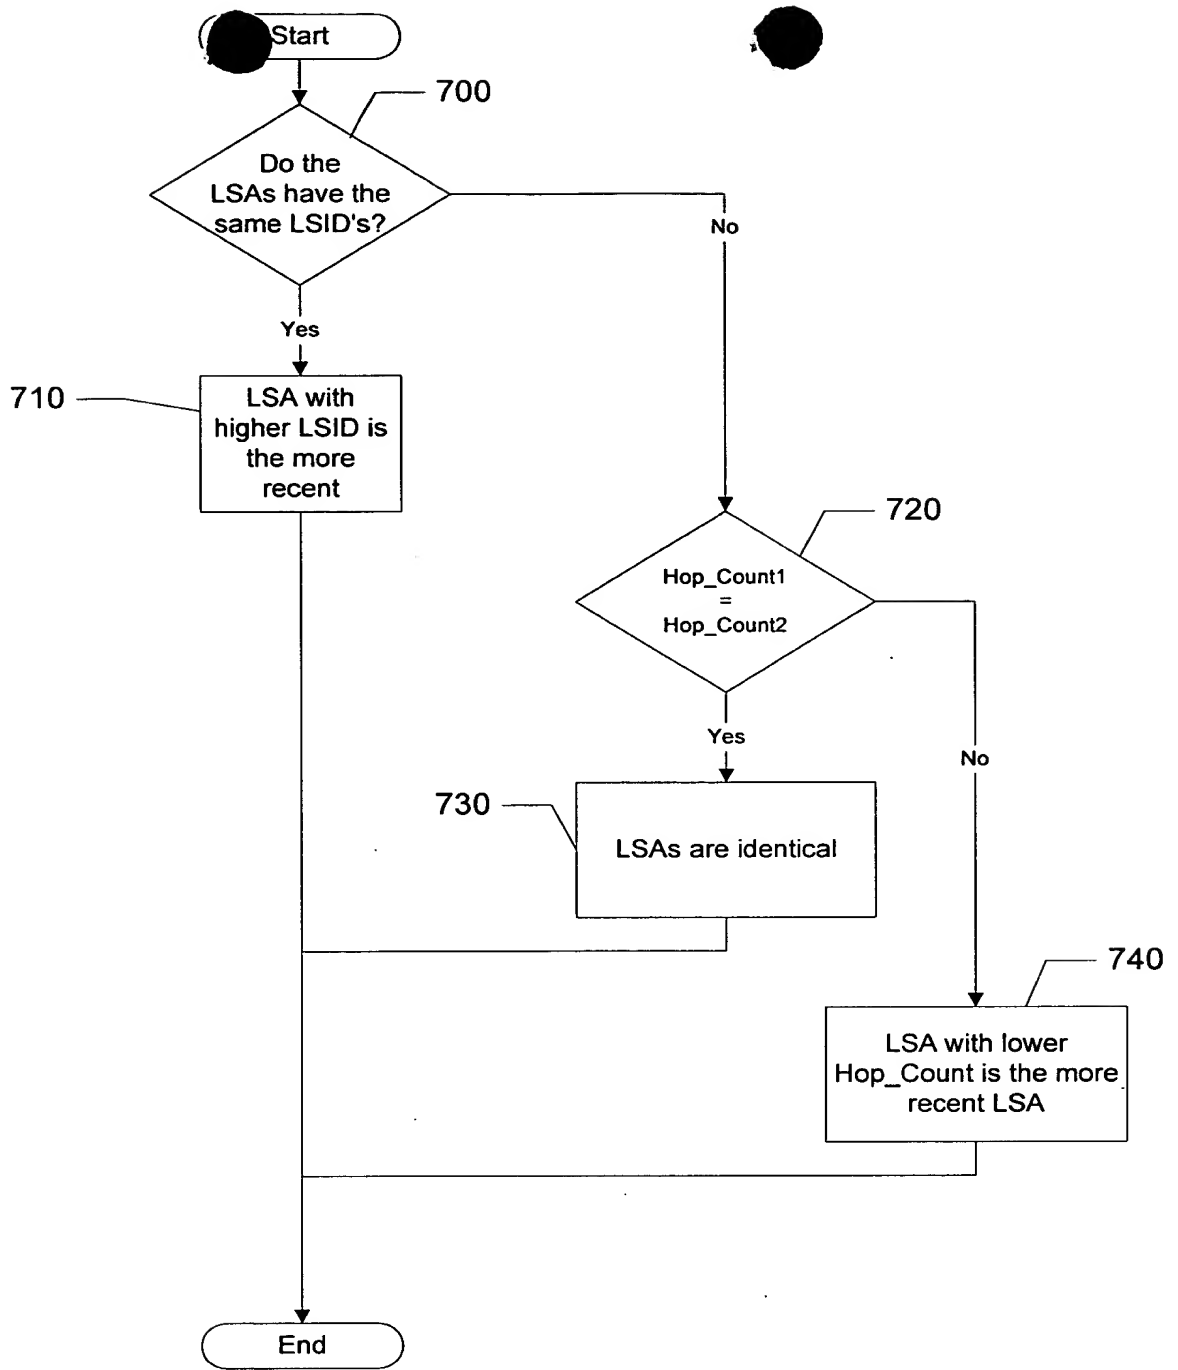 Start
700
Do the
LSAs have the
same LSID's?
No
Yes
710
LSA with
higher LSID is
the more
recent
720
Hop_Count1
=
Hop_Count2
Yes
No
730
LSAs are identical
740
LSA with lower
Hop_Count is the more
recent LSA
End